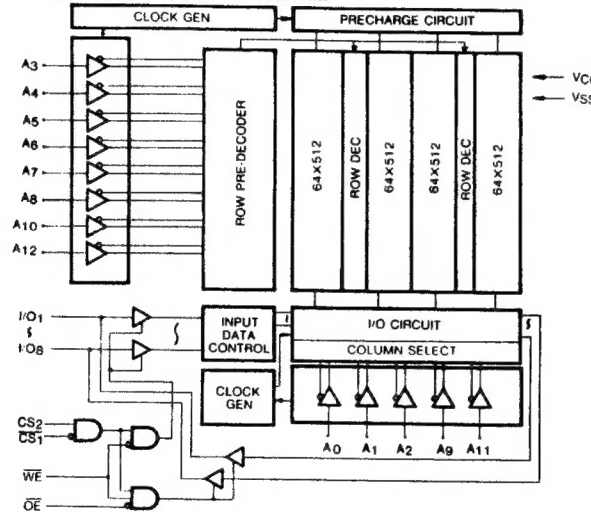 CLOCK GEN
PRECHARGE CIRCUIT
A3
A4
A5
A6
A7
A8
A10
A12
ROW PRE-DECODER
64X512
ROW DEC
64X512
64X512
ROW DEC
64X512
VC
VSS
I/O1
I/O8
INPUT
DATA
CONTROL
I/O CIRCUIT
COLUMN SELECT
CLOCK
GEN
A0
A1
A2
A9
A11
CS2
CS1
WE
OE